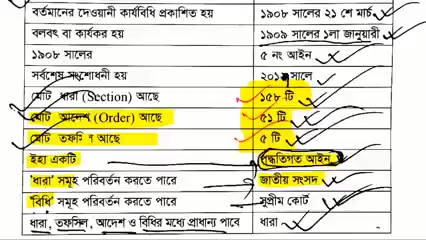 বর্তমানের দেওয়ানী কার্যবিধি প্রকাশিত হয় ১৯০৮ সালের ২১ শে মার্চ
বলবৎ বা কার্যকর হয় ১৯০৯ সালের ১লা জানুয়ারী
১৯০৮ সালের ৫ নং আইন
সর্বশেষ সংশোধনী হয় সালে
মোট ধারা (Section) আছে ১৫৮ টি
মোট আদেশ (Order) আছে ৫১ টি
মোট তফসিল আছে ৫ টি
ইহা একটি পদ্ধতিগত আইন
'ধারা' সমূহ পরিবর্তন করতে পারে জাতীয় সংসদ
'বিধি' সমূহ পরিবর্তন করতে পারে সুপ্রীম কোর্ট
ধারা, তফসিল, আদেশ ও বিধির মধ্যে প্রাধান্য পাবে ধারা